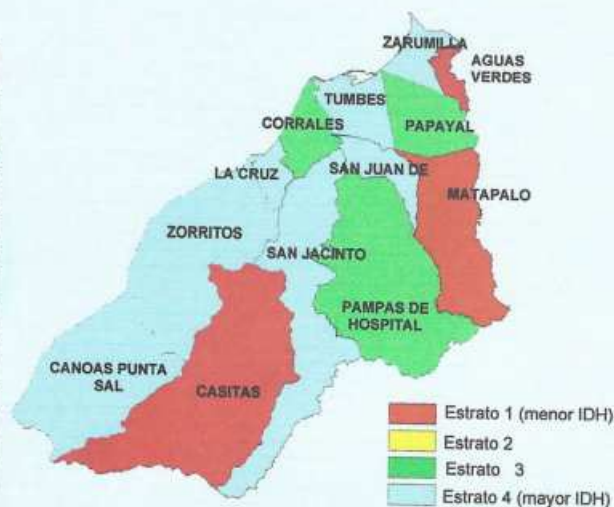 ZARUMILLA
AGUAS
VERDES
TUMBES
CORRALES
PAPAYAL
LA CRUZ
SAN JUAN DE
MATAPALO
ZORRITOS
SAN JACINTO
PAMPAS DE
HOSPITAL
CANOAS PUNTA
SAL
CASITAS
Estrato 1 (menor IDH)
Estrato 2
Estrato 3
Estrato 4 (mayor IDH)